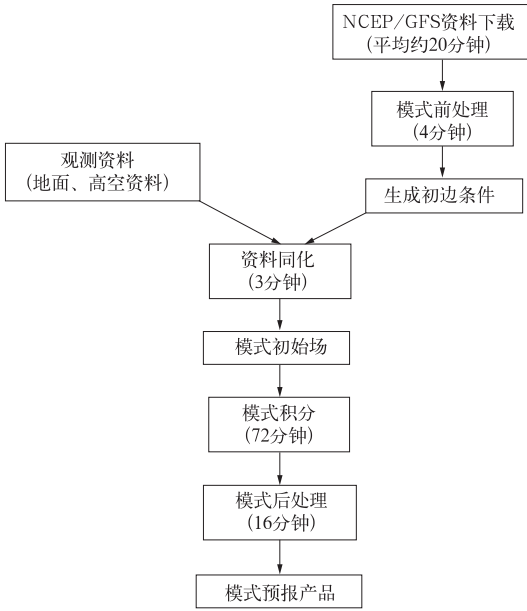 NCEP/GFS资料下载
(平均约20分钟)
模式前处理
(4分钟)
观测资料
(地面、高空资料)
生成初边条件
资料同化
(3分钟)
模式初始场
模式积分
(72分钟)
模式后处理
(16分钟)
模式预报产品